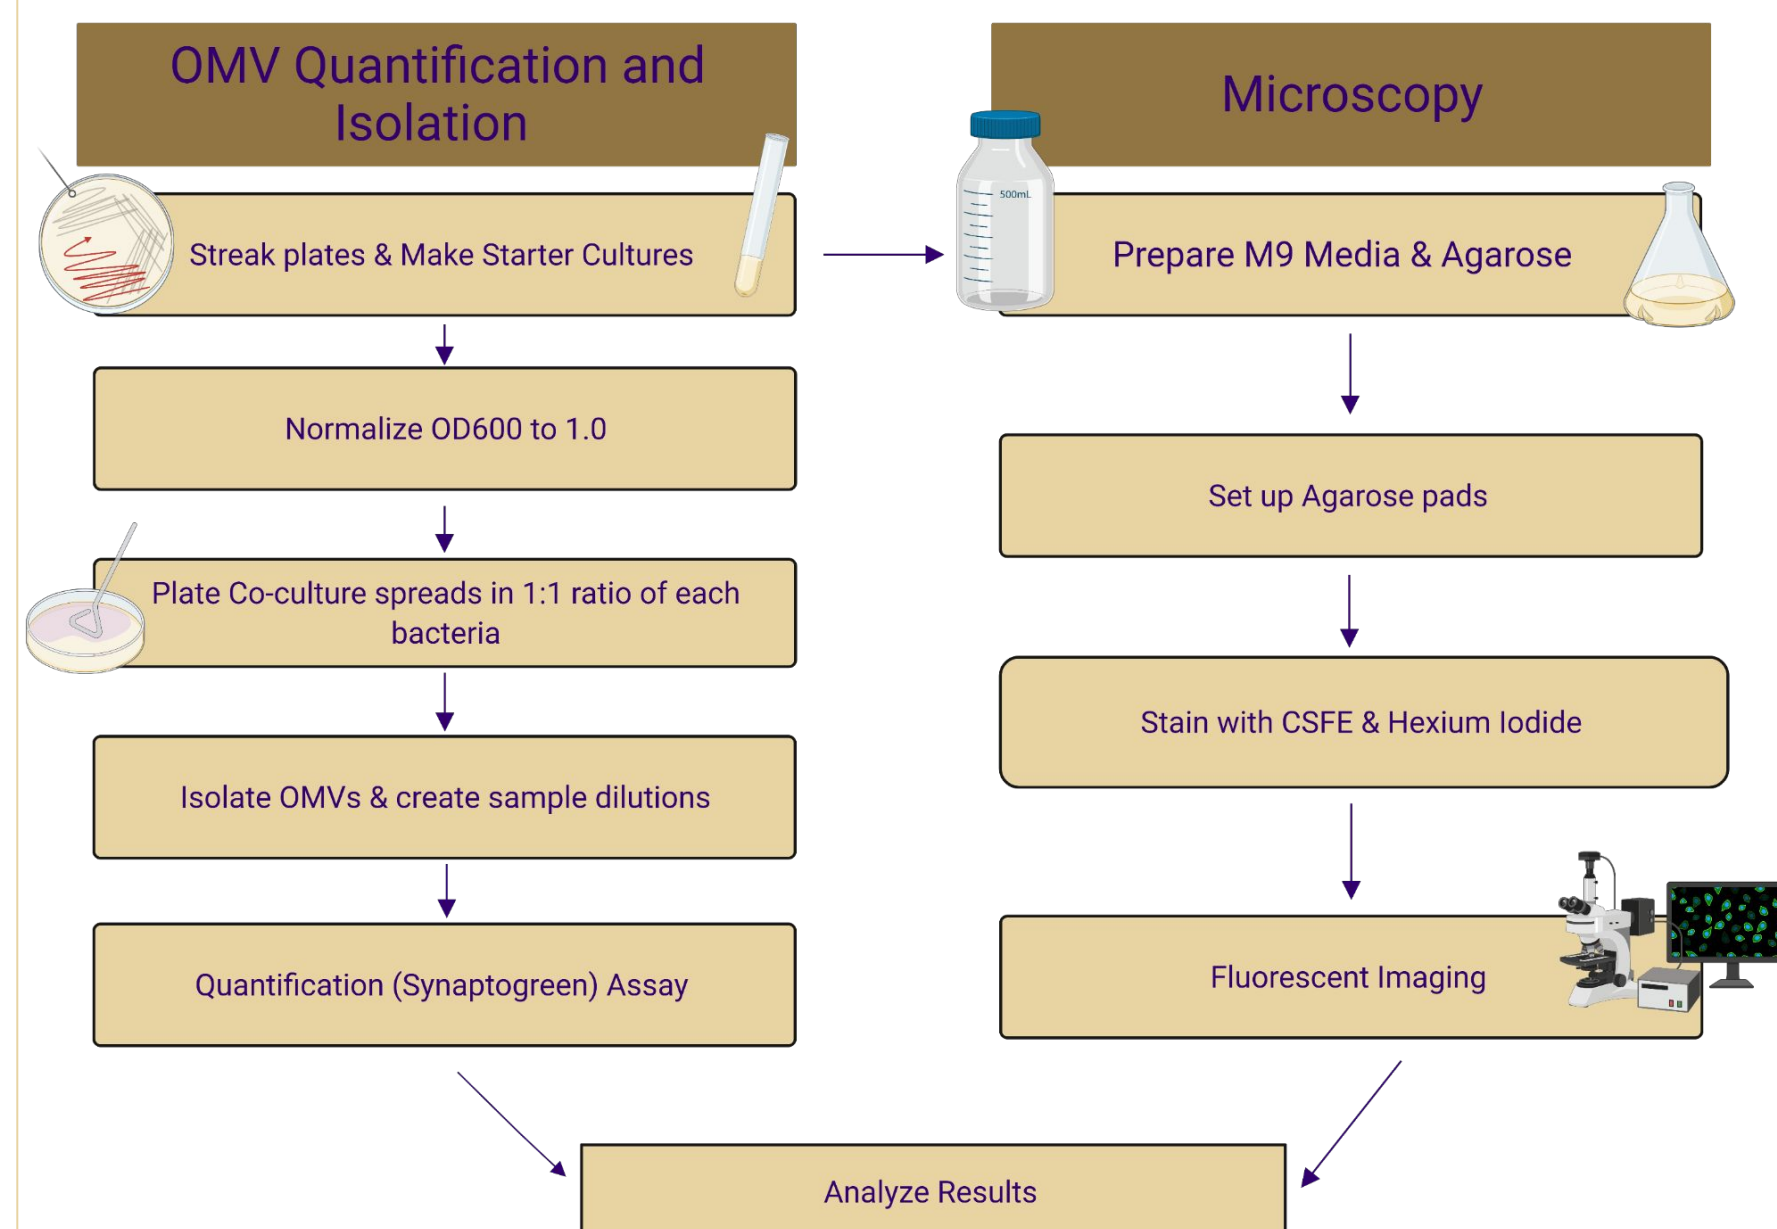 OMV Quantification and
Isolation
Streak plates & Make Starter Cultures
Normalize OD600 to 1.0
Plate Co-culture spreads in 1:1 ratio of each
bacteria
Isolate OMVs & create sample dilutions
Quantification (Synaptogreen) Assay
Microscopy
500mL
Prepare M9 Media & Agarose
Set up Agarose pads
Stain with CSFE & Hexium Iodide
Fluorescent Imaging
Analyze Results